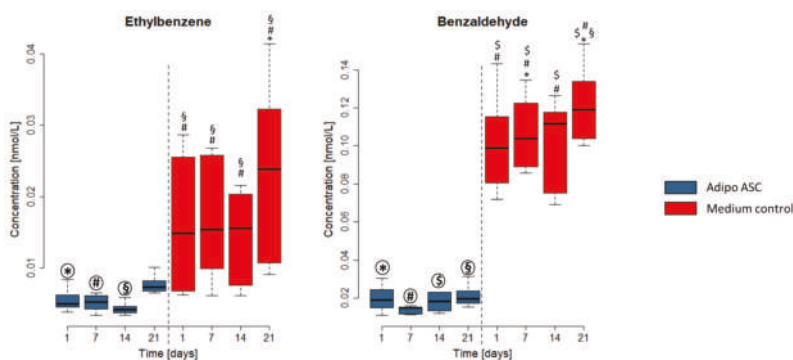 Ethylbenzene
Concentration [nmol/L]
0.04
0.03
0.02
0.01
* # §
§ # § # § # § # *
1 7 14 21 1 7 14 21
Time [days]
Benzaldehyde
Concentration [nmol/L]
0.14
0.12
0.10
0.08
0.06
0.04
0.02
* # $ §
$ # $ # * $ # $ * # §
1 7 14 21 1 7 14 21
Time [days]
Adipo ASC
Medium control